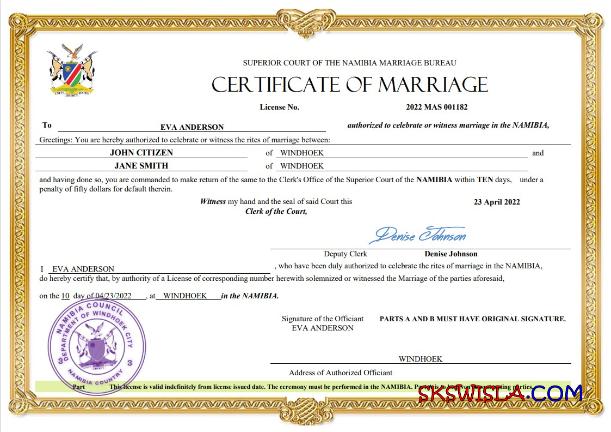 SUPERIOR COURT OF THE NAMIBIA MARRIAGE BUREAU
CERTIFICATE OF MARRIAGE
License No. 2022 MAS 001182
To EVA ANDERSON authorized to celebrate or witness marriage in the NAMIBIA,
Greetings: You are hereby authorized to celebrate or witness the rites of marriage between:
JOHN CITIZEN of WINDHOEK and
JANE SMITH of WINDHOEK
and having done so, you are commanded to make return of the same to the Clerk's Office of the Superior Court of the NAMIBIA within TEN days, under a
penalty of fifty dollars for default therein.
Witness my hand and the seal of said Court this 23 April 2022
Clerk of the Court,
Denise Johnson
Deputy Clerk Denise Johnson
I EVA ANDERSON , who have been duly authorized to celebrate the rites of marriage in the NAMIBIA,
do hereby certify that, by authority of a License of corresponding number herewith solemnized or witnessed the Marriage of the parties aforesaid,
on the 10 day of 04/23/2022 , at WINDHOEK in the NAMIBIA.
NAMIBIA COUNCIL
DEPARTMENT OF WINDHOEK CITY
NAMIBIA COUNTRY
3 3
Signature of the Officiant PARTS A AND B MUST HAVE ORIGINAL SIGNATURE.
EVA ANDERSON
WINDHOEK
Address of Authorized Officiant
Part This license is valid indefinitely from license issued date. The ceremony must be performed in the NAMIBIA. parties
SKSWISLA.COM